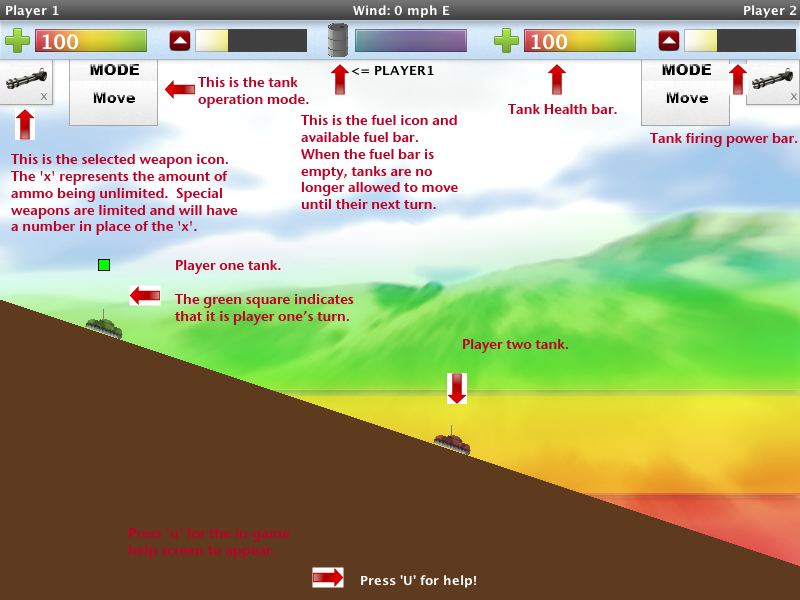 Player 1
Wind: 0 mph E
Player 2
100
100
x
MODE
Move
This is the tank
operation mode.
<= PLAYER1
Tank Health bar.
MODE
Move
x
Tank firing power bar.
This is the fuel icon and
available fuel bar.
When the fuel bar is
empty, tanks are no
longer allowed to move
until their next turn.
This is the selected weapon icon.
The 'x' represents the amount of
ammo being unlimited. Special
weapons are limited and will have
a number in place of the 'x'.
Player one tank.
The green square indicates
that it is player one's turn.
Player two tank.
for the in-game
help screen to appear
Press 'U' for help!